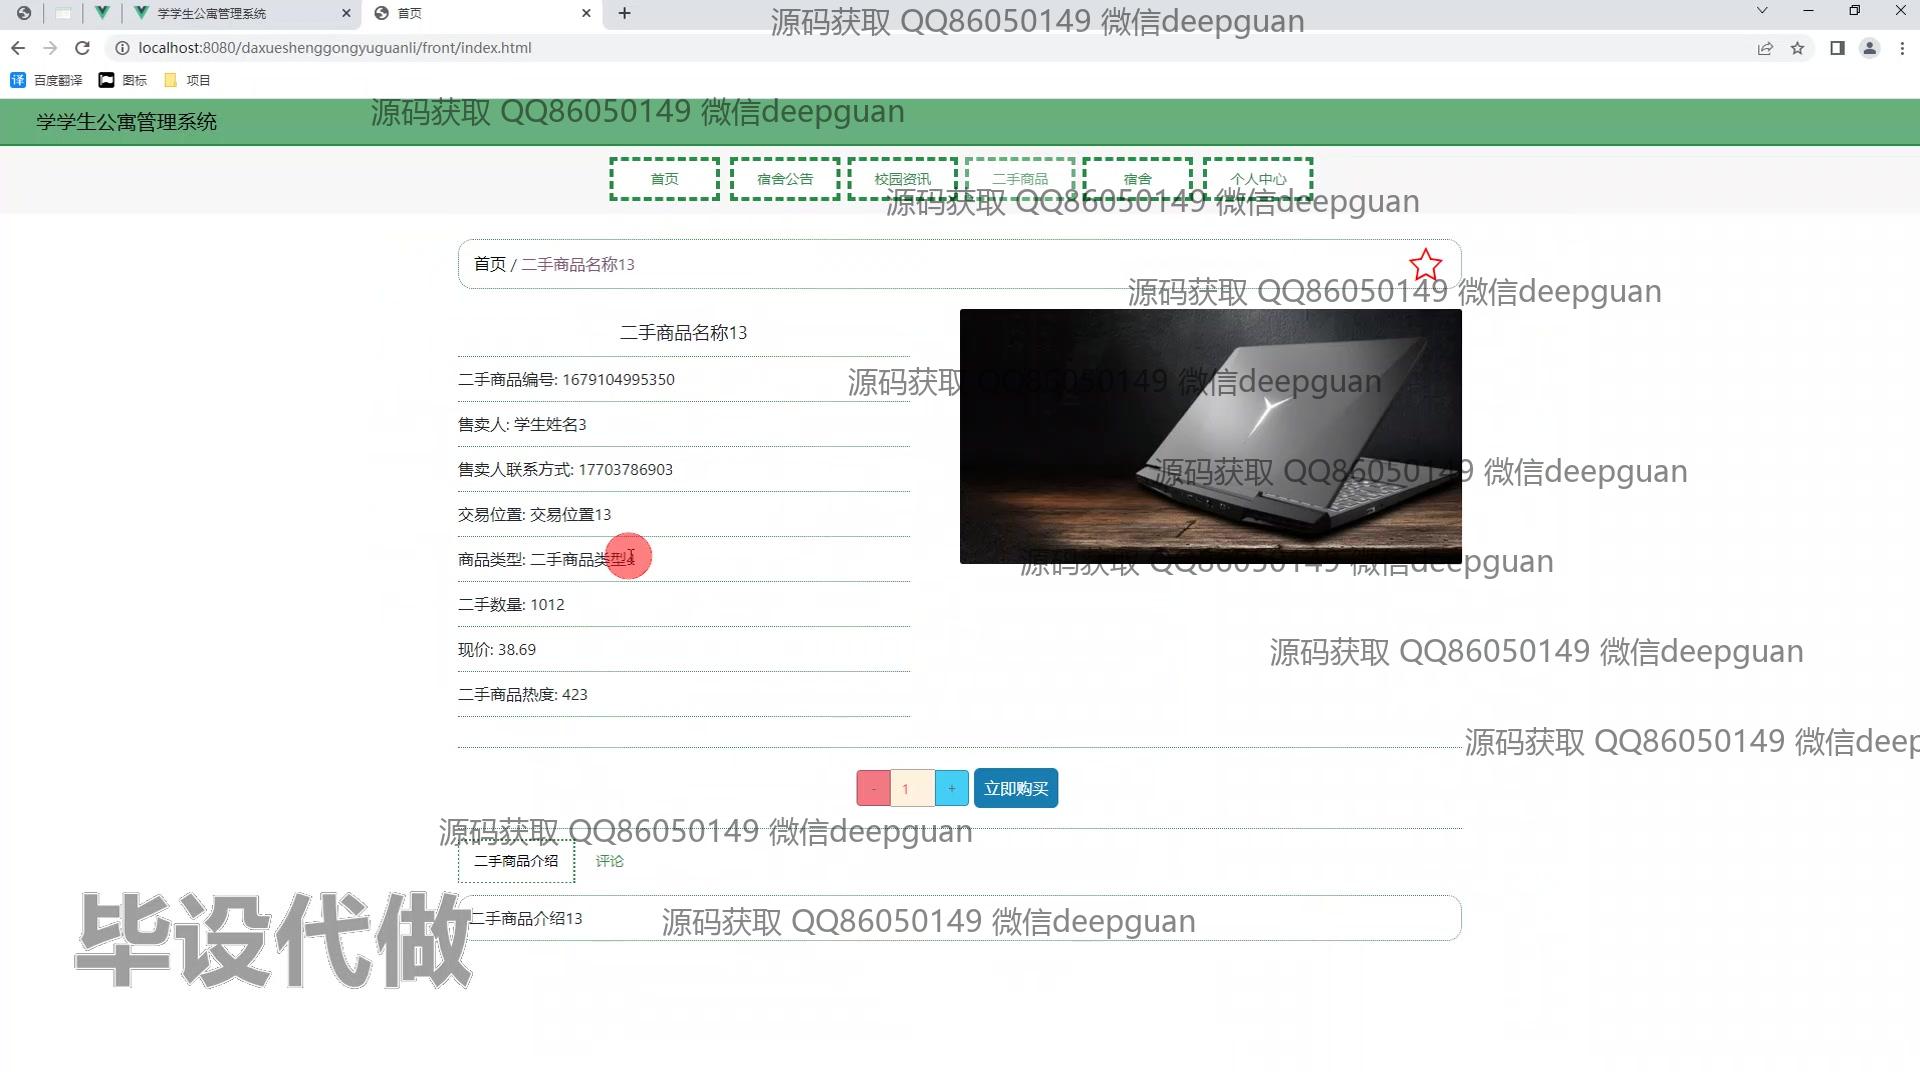 学学生公寓管理系统
首页
源码获取 QQ86050149 微信deepguan
localhost:8080/daxueshenggongyuguanli/front/index.html
百度翻译
图标
项目
学学生公寓管理系统
源码获取 QQ86050149 微信deepguan
首页
宿舍公告
校园资讯
二手商品
宿舍
个人中心
源码获取 QQ86050149 微信deepguan
首页 / 二手商品名称13
源码获取 QQ86050149 微信deepguan
二手商品名称13
二手商品编号: 1679104995350
源码获取 QQ86050149 微信deepguan
售卖人: 学生姓名3
售卖人联系方式: 17703786903
源码获取 QQ86050149 微信deepguan
交易位置: 交易位置13
商品类型: 二手商品类型
源码获取 QQ86050149 微信deepguan
二手数量: 1012
现价: 38.69
源码获取 QQ86050149 微信deepguan
二手商品热度: 423
源码获取 QQ86050149 微信deep
- 1 + 立即购买
源码获取 QQ86050149 微信deepguan
二手商品介绍
评论
二手商品介绍13
源码获取 QQ86050149 微信deepguan
毕设代做